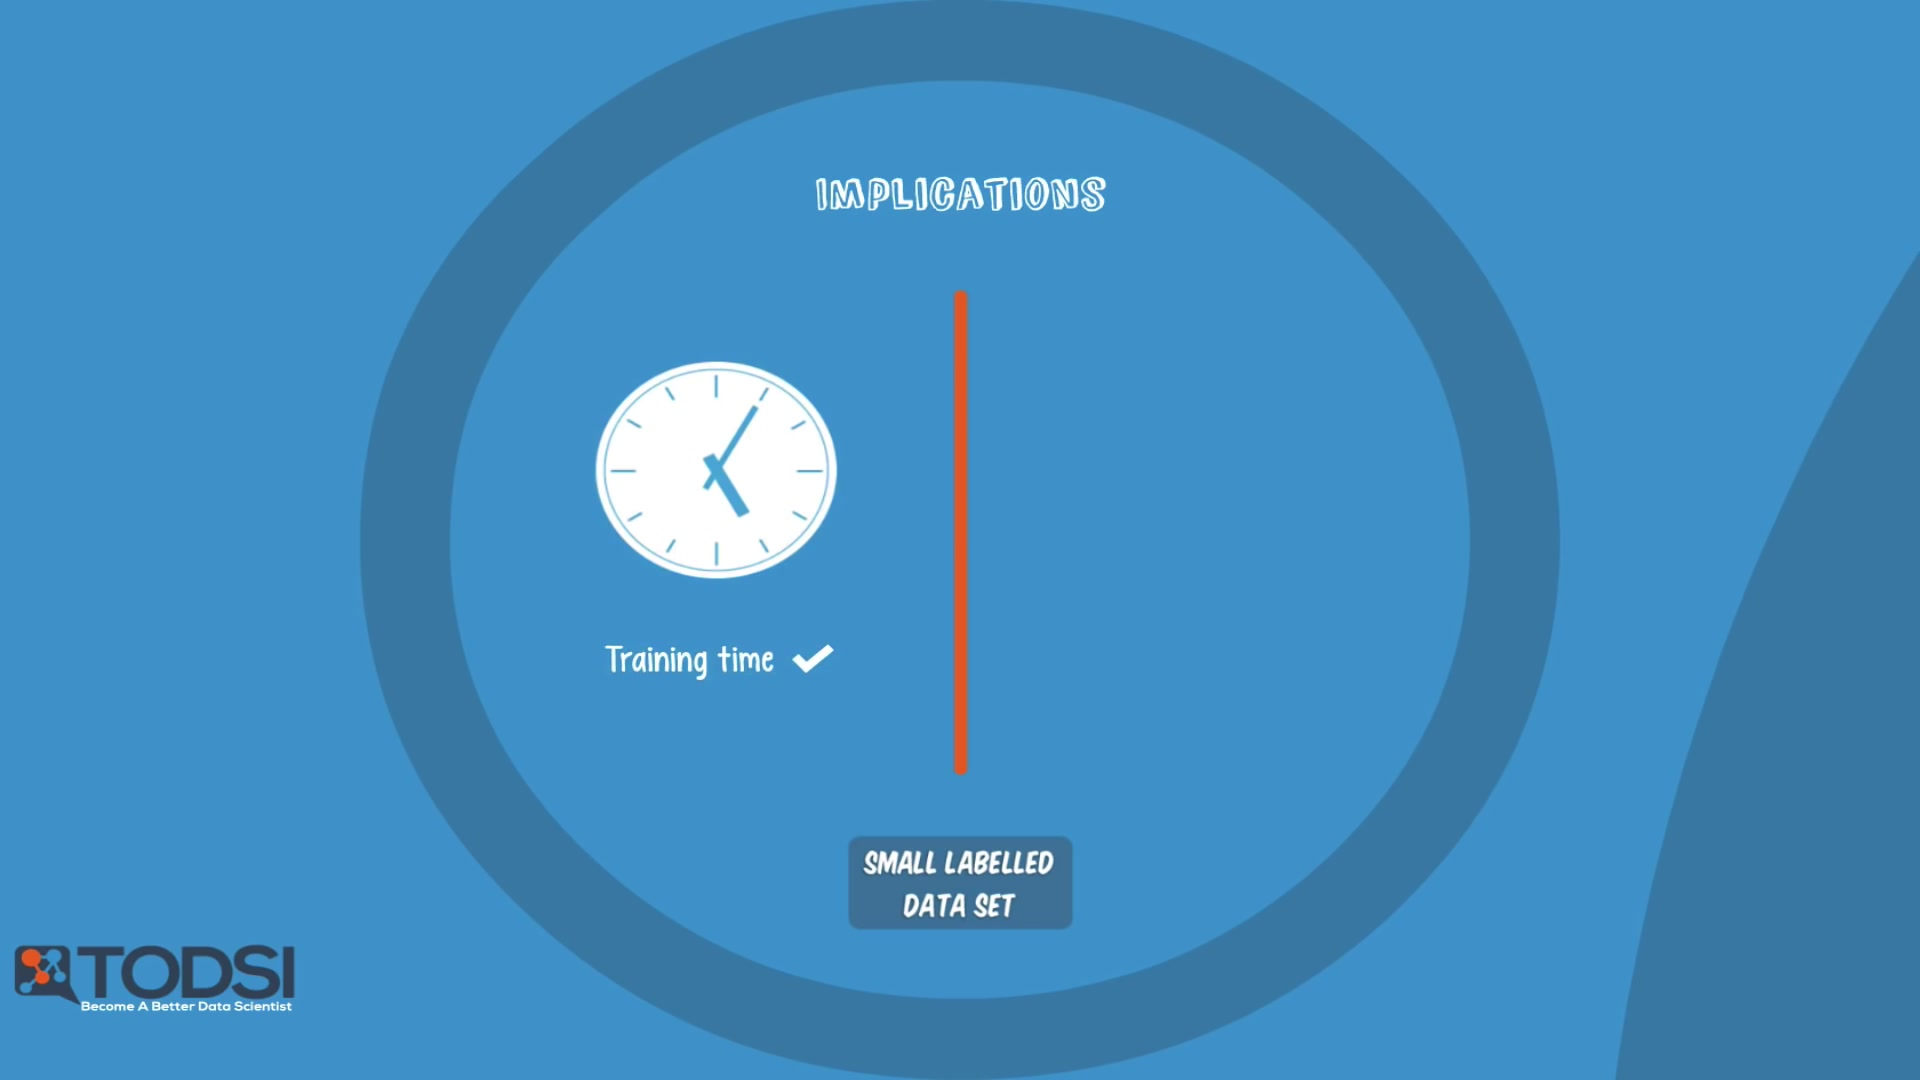 IMPLICATIONS
Training time
SMALL LABELLED
DATA SET
TODSI
Become A Better Data Scientist